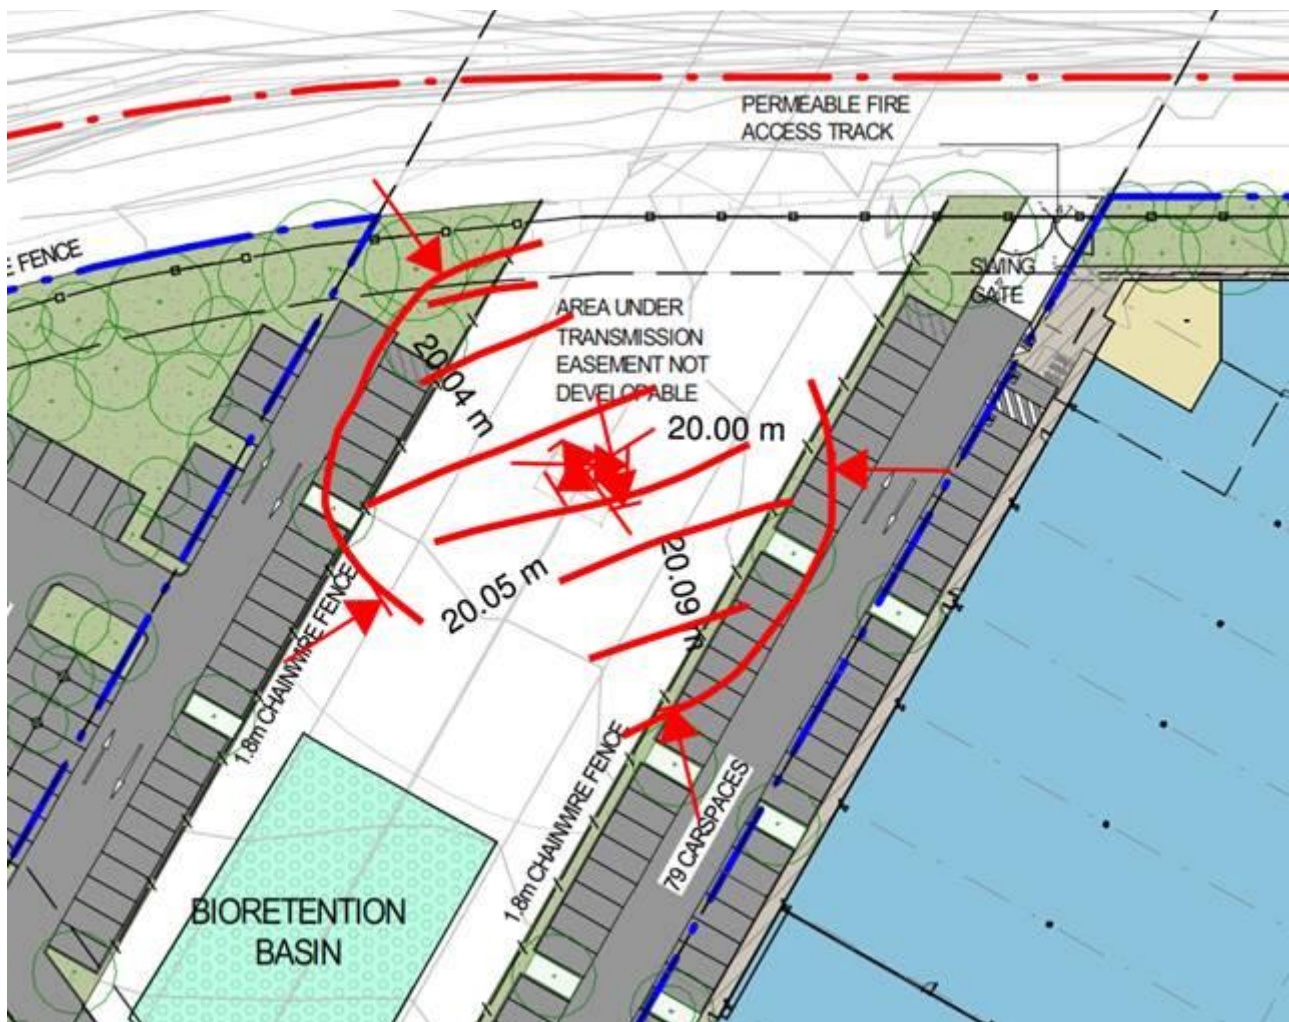 PERMEABLE FIRE
ACCESS TRACK
E FENCE
SWING
GATE
AREA UNDER
TRANSMISSION
EASEMENT NOT
DEVELOPABLE
20.04 m
20.00 m
20.05 m
20.09 m
1.8m CHAINWIRE FENCE
1.8m CHAINWIRE FENCE
79 CARSPACES
BIORETENTION
BASIN